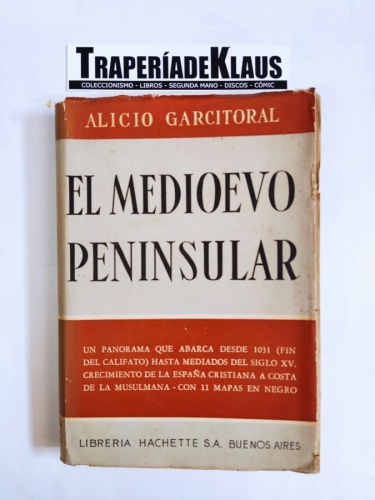 TRAPERÍADEKLAUS
COLECCIONISMO - LIBROS - SEGUNDA MANO - DISCOS - CÓMIC
ALICIO GARCITORAL
EL MEDIOEVO
PENINSULAR
UN PANORAMA QUE ABARCA DESDE 1031 (FIN
DEL CALIFATO) HASTA MEDIADOS DEL SIGLO XV.
CRECIMIENTO DE LA ESPAÑA CRISTIANA A COSTA
DE LA MUSULMANA - CON 11 MAPAS EN NEGRO
LIBRERIA HACHETTE S.A. BUENOS AIRES